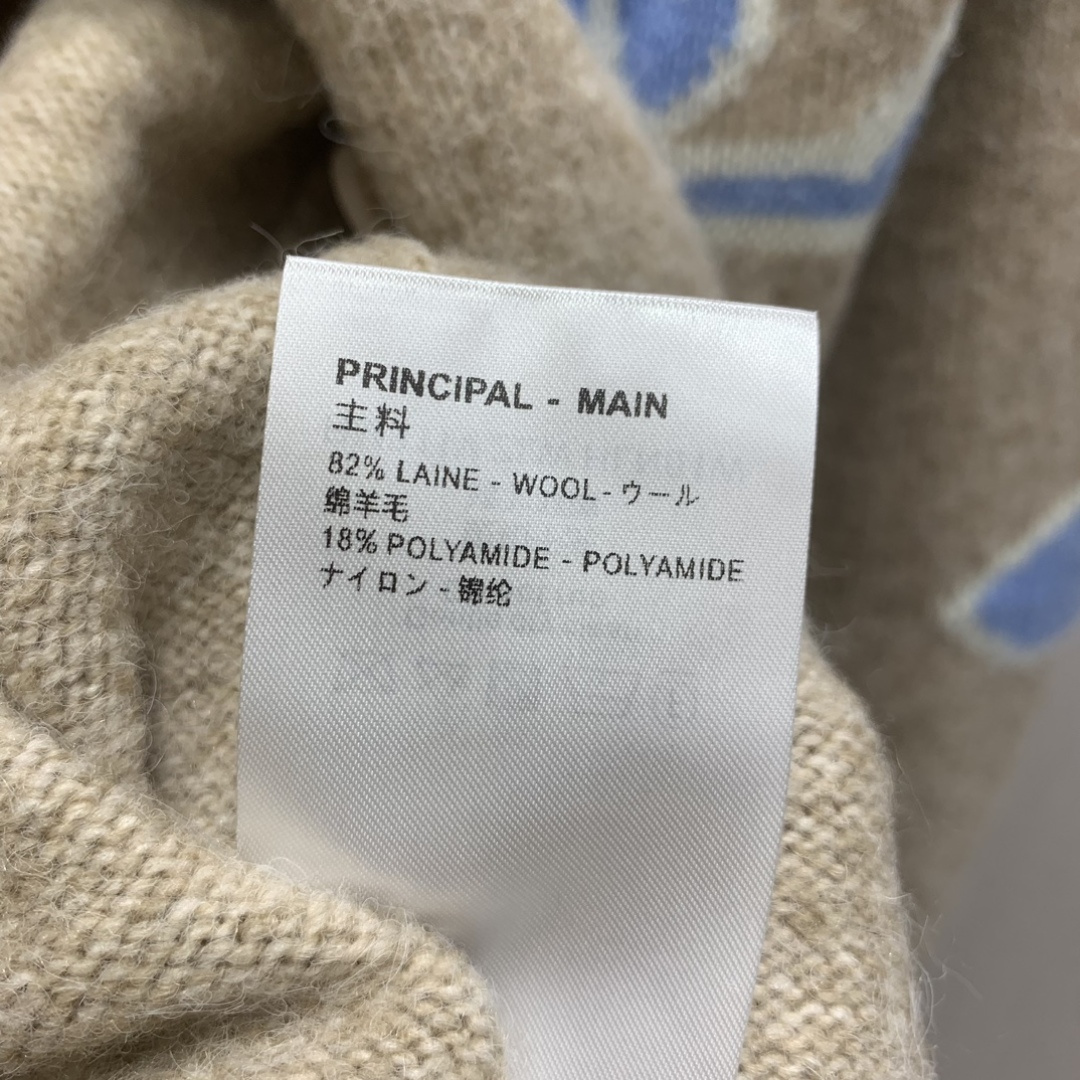 PRINCIPAL - MAIN
主料
82% LAINE - WOOL - ウール
绵羊毛
18% POLYAMIDE - POLYAMIDE
ナイロン - 锦纶